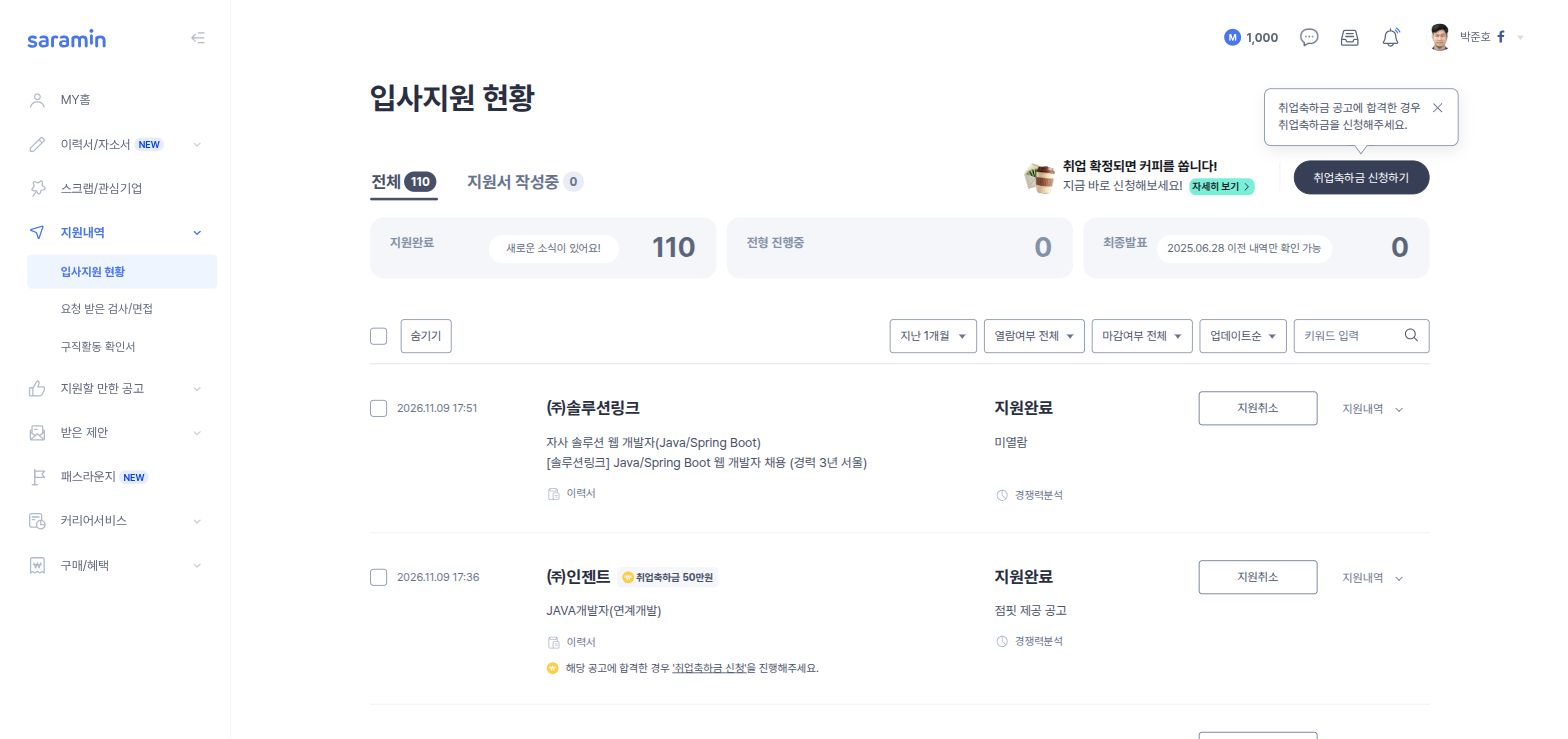 saramin
M 1,000
박준호
MY홈
이력서/자소서 NEW
스크랩/관심기업
지원내역
입사지원 현황
요청 받은 검사/면접
구직활동 확인서
지원할 만한 공고
받은 제안
패스라운지 NEW
커리어서비스
구매/혜택
입사지원 현황
취업축하금 공고에 합격한 경우
취업축하금을 신청해주세요.
전체 110 지원서 작성중 0
취업 확정되면 커피를 쏩니다!
지금 바로 신청해보세요! 자세히 보기
취업축하금 신청하기
지원완료 새로운 소식이 있어요! 110
전형 진행중 0
최종발표 2025.06.28 이전 내역만 확인 가능 0
숨기기 지난 1개월 열람여부 전체 마감여부 전체 업데이트순 키워드 입력
2026.11.09 17:51 (주)솔루션링크 지원완료 지원취소 지원내역
자사 솔루션 웹 개발자(Java/Spring Boot) 미열람
[솔루션링크] Java/Spring Boot 웹 개발자 채용 (경력 3년 서울)
이력서 경쟁력분석
2026.11.09 17:36 (주)인젠트 취업축하금 50만원 지원완료 지원취소 지원내역
JAVA개발자(연계개발) 점핏 제공 공고
이력서 경쟁력분석
해당 공고에 합격한 경우 '취업축하금 신청'을 진행해주세요.